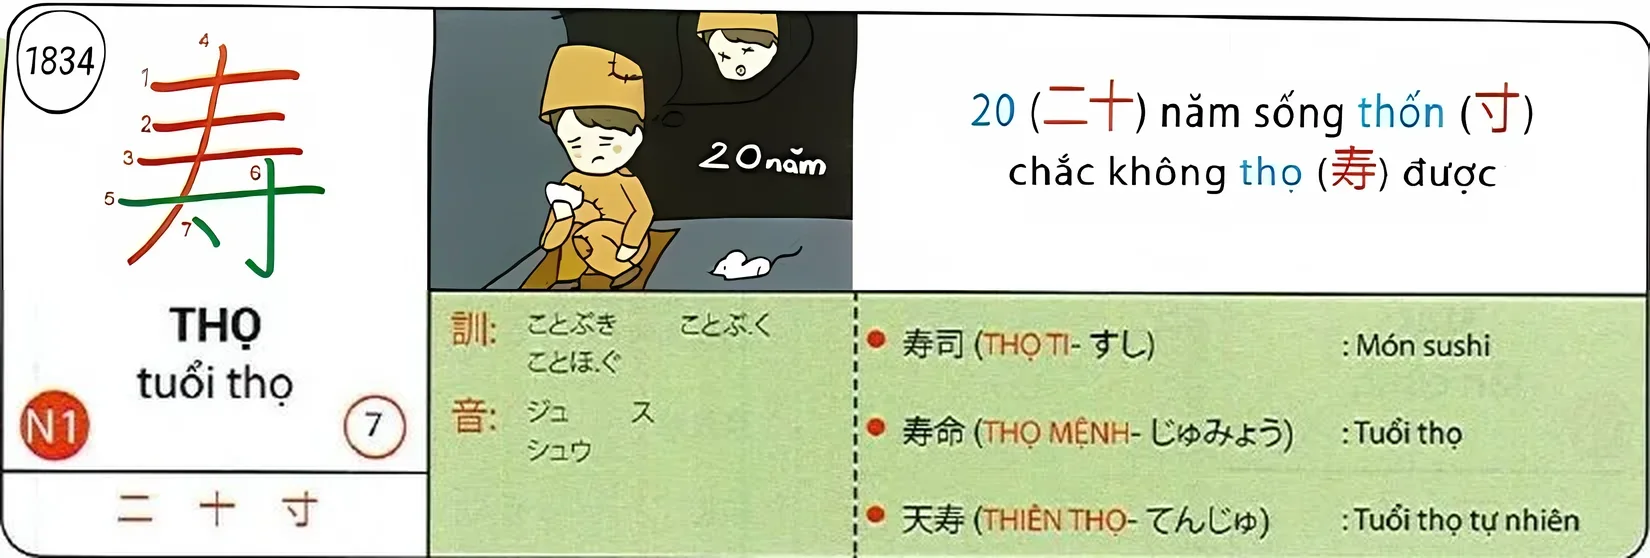 1834
4
1
2
3
6
5
7
寿
THỌ
tuổi thọ
N1
7
二 十 寸
20 năm
20 (二十) năm sống thốn (寸)
chắc không thọ (寿) được
訓: ことぶき ことぶ.く
ことほ.ぐ
音: ジュ ス
シュウ
寿司 (THỌ TI- すし) : Món sushi
寿命 (THỌ MỆNH- じゅみょう) : Tuổi thọ
天寿 (THIÊN THỌ- てんじゅ) : Tuổi thọ tự nhiên